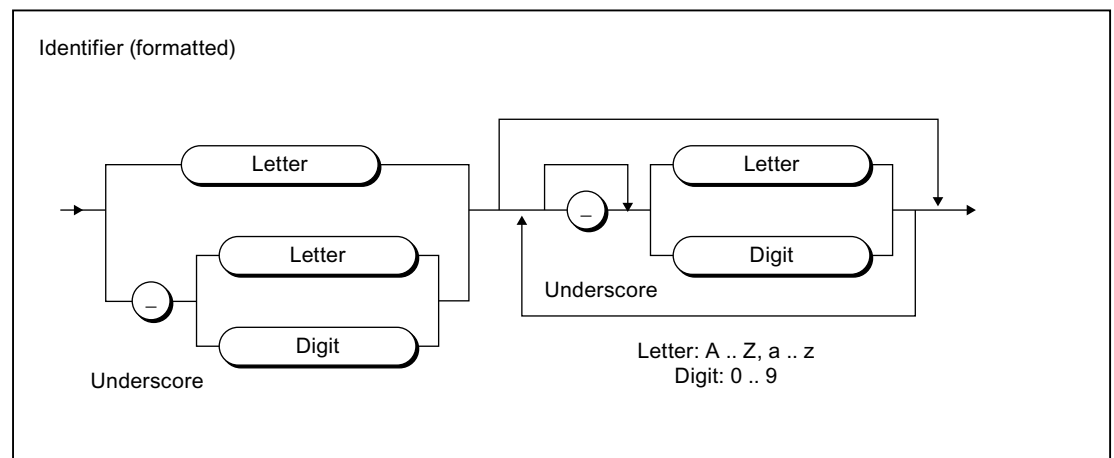 Identifier (formatted)
Letter
Letter
_
Digit
Underscore
Letter
_
Digit
Underscore
Letter: A .. Z, a .. z
Digit: 0 .. 9